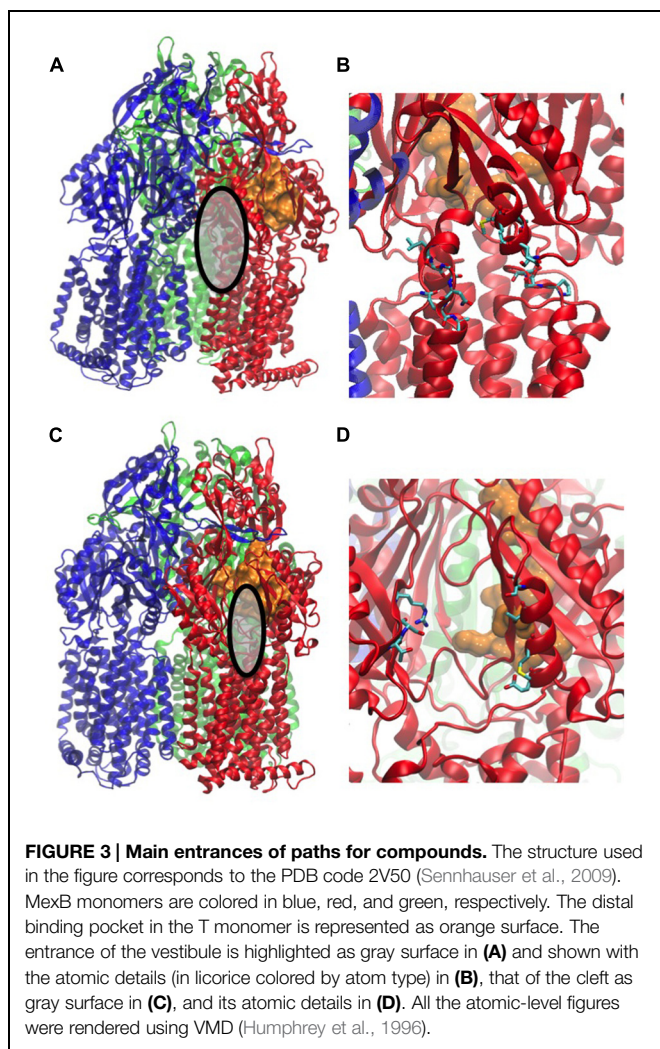 A
B
C
D
FIGURE 3 | Main entrances of paths for compounds. The structure used
in the figure corresponds to the PDB code 2V50 (Sennhauser et al., 2009).
MexB monomers are colored in blue, red, and green, respectively. The distal
binding pocket in the T monomer is represented as orange surface. The
entrance of the vestibule is highlighted as gray surface in (A) and shown with
the atomic details (in licorice colored by atom type) in (B), that of the cleft as
gray surface in (C), and its atomic details in (D). All the atomic-level figures
were rendered using VMD (Humphrey et al., 1996).